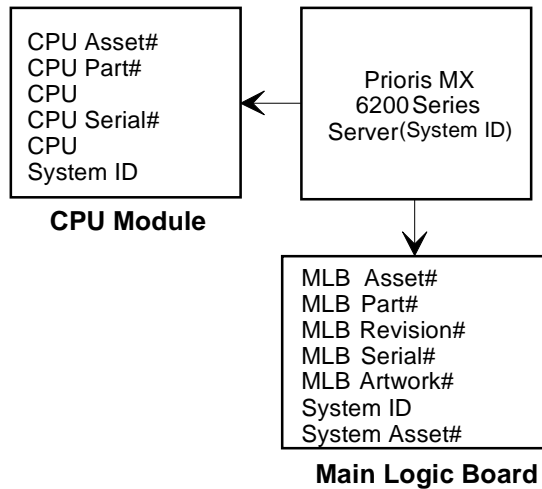 CPU Asset#
CPU Part#
CPU
CPU Serial#
CPU
System ID
CPU Module
Prioris MX
6200 Series
Server(System ID)
MLB Asset#
MLB Part#
MLB Revision#
MLB Serial#
MLB Artwork#
System ID
System Asset#
Main Logic Board